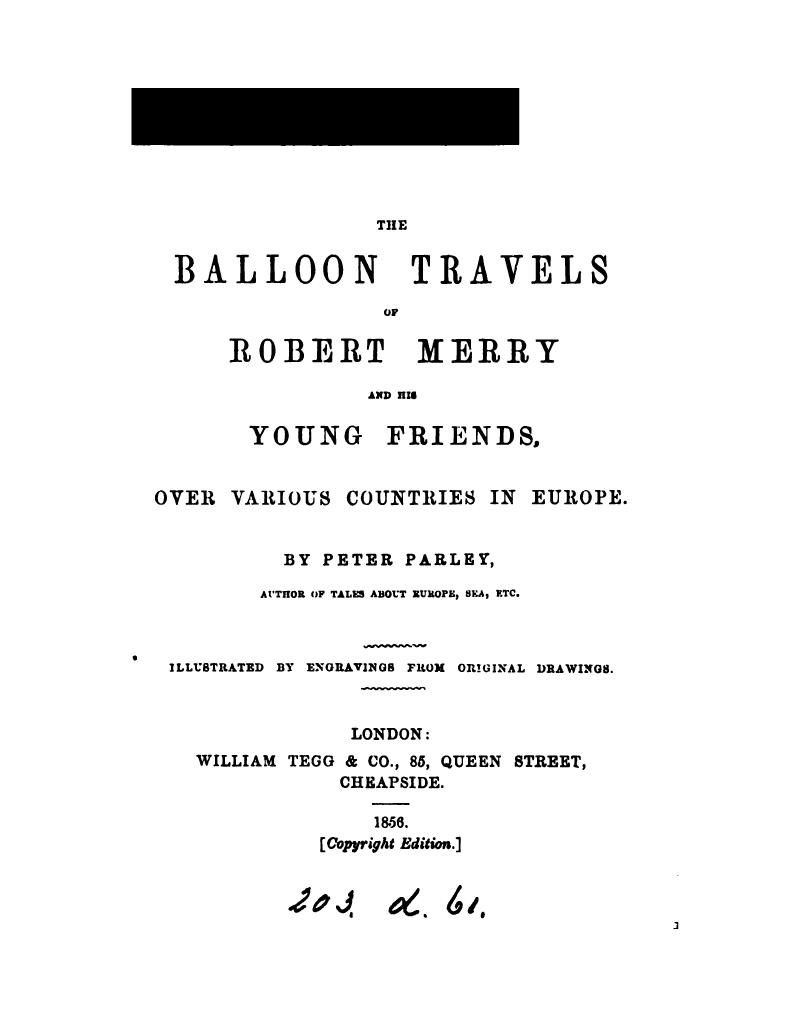 THE
BALLOON TRAVELS
OF
ROBERT MERRY
AND HIS
YOUNG FRIENDS,
OVER VARIOUS COUNTRIES IN EUROPE.
BY PETER PARLEY,
AUTHOR OF TALES ABOUT EUROPE, SEA, ETC.
ILLUSTRATED BY ENGRAVINGS FROM ORIGINAL DRAWINGS.
LONDON:
WILLIAM TEGG & CO., 85, QUEEN STREET,
CHEAPSIDE.
1856.
[Copyright Edition.]
203. d. 61.